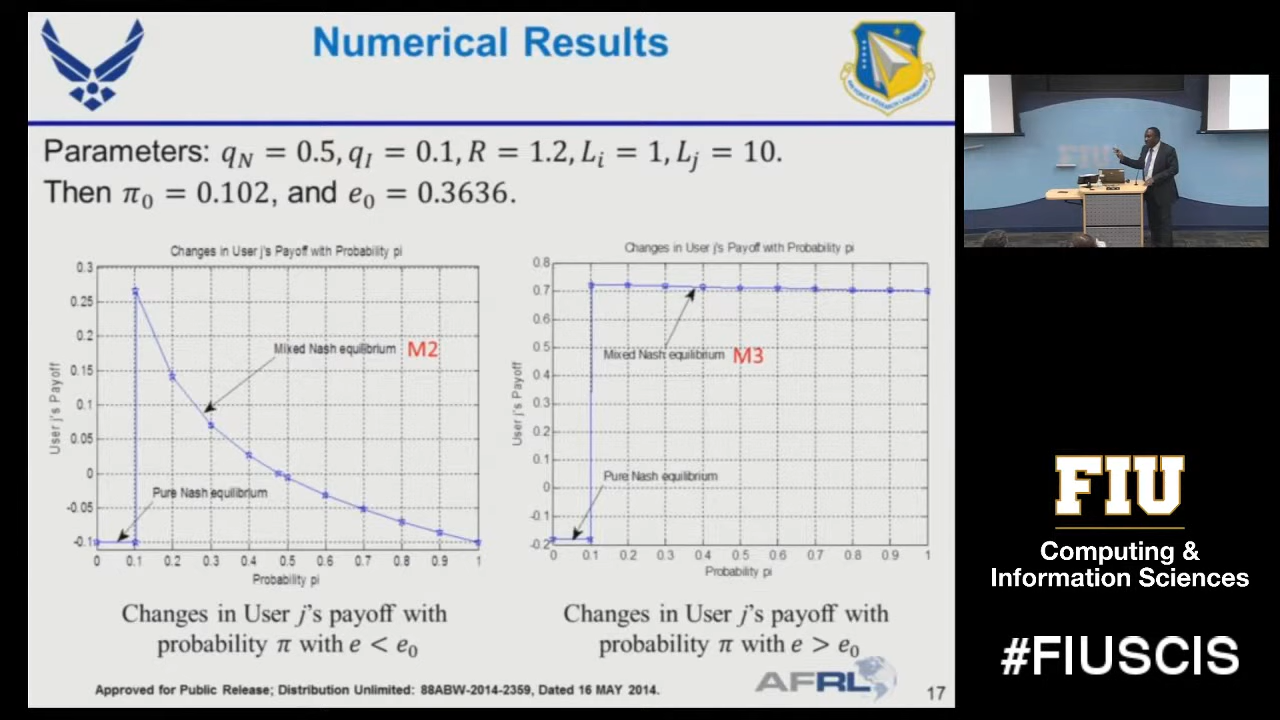 Numerical Results
AIR FORCE RESEARCH LABORATORY
Parameters: q_N = 0.5, q_I = 0.1, R = 1.2, L_i = 1, L_j = 10.
Then π_0 = 0.102, and e_0 = 0.3636.
Changes in User j's Payoff with Probability pi
0.3
0.25
0.2
0.15
0.1
0.05
0
-0.05
-0.1
User j's Payoff
Mixed Nash equilibrium M2
Pure Nash equilibrium
0 0.1 0.2 0.3 0.4 0.5 0.6 0.7 0.8 0.9 1
Probability pi
Changes in User j's payoff with
probability π with e < e_0
Changes in User j's Payoff with Probability pi
0.8
0.7
0.6
0.5
0.4
0.3
0.2
0.1
0
-0.1
-0.2
User j's Payoff
Mixed Nash equilibrium M3
Pure Nash equilibrium
0 0.1 0.2 0.3 0.4 0.5 0.6 0.7 0.8 0.9 1
Probability pi
Changes in User j's payoff with
probability π with e > e_0
Approved for Public Release; Distribution Unlimited: 88ABW-2014-2359, Dated 16 MAY 2014.
AFRL
17
FIU
FIU
Computing &
Information Sciences
#FIUSCIS